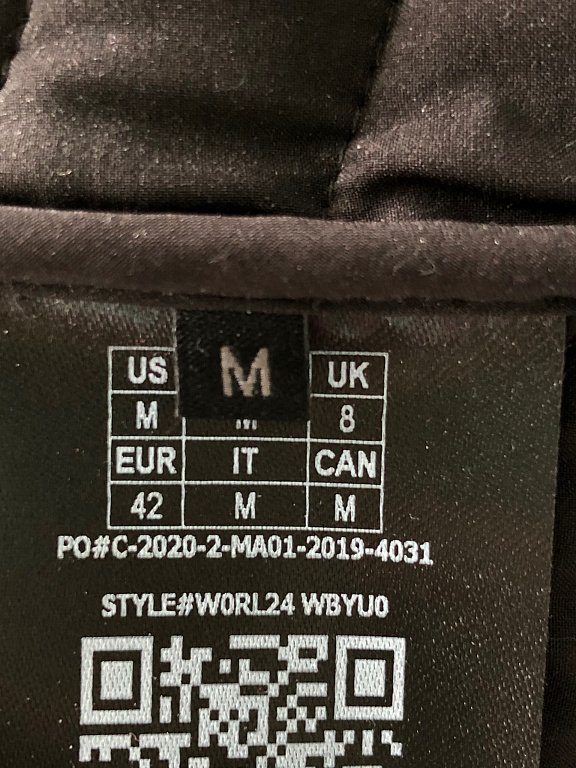 M
US UK
M M 8
EUR IT CAN
42 M M
PO#C-2020-2-MA01-2019-4031
STYLE#W0RL24 WBYU0